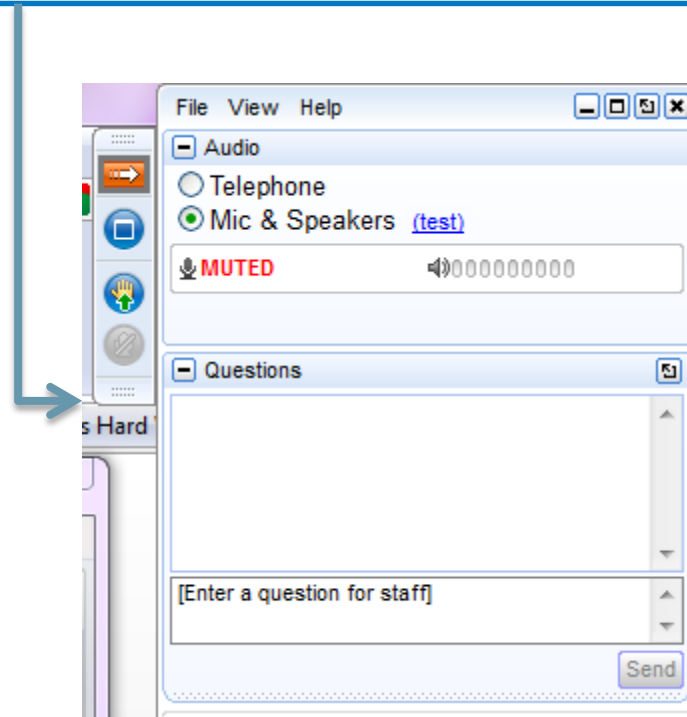 File View Help
Audio
Telephone
Mic & Speakers (test)
MUTED 000000000
Questions
s Hard
[Enter a question for staff]
Send